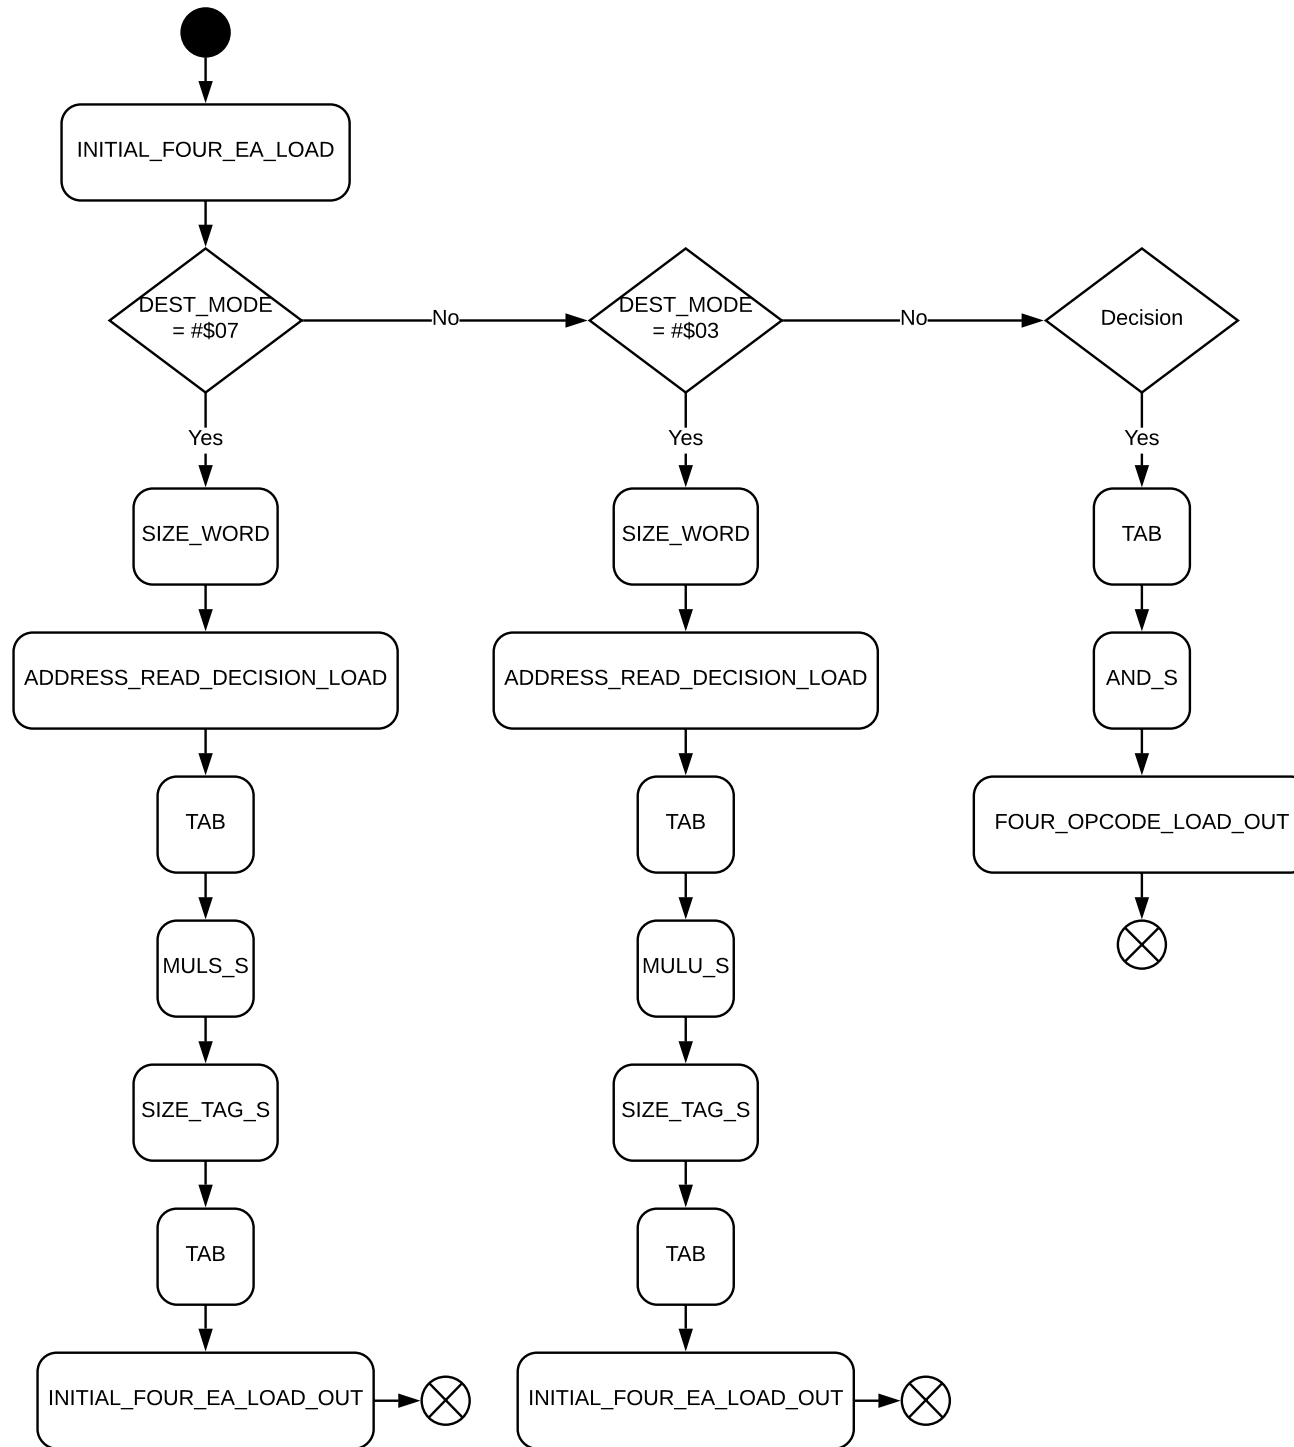 INITIAL_FOUR_EA_LOAD
DEST_MODE
= #$07
No
DEST_MODE
= #$03
No
Decision
Yes
Yes
Yes
SIZE_WORD
SIZE_WORD
TAB
ADDRESS_READ_DECISION_LOAD
ADDRESS_READ_DECISION_LOAD
AND_S
TAB
TAB
FOUR_OPCODE_LOAD_OUT
MULS_S
MULU_S
SIZE_TAG_S
SIZE_TAG_S
TAB
TAB
INITIAL_FOUR_EA_LOAD_OUT
INITIAL_FOUR_EA_LOAD_OUT